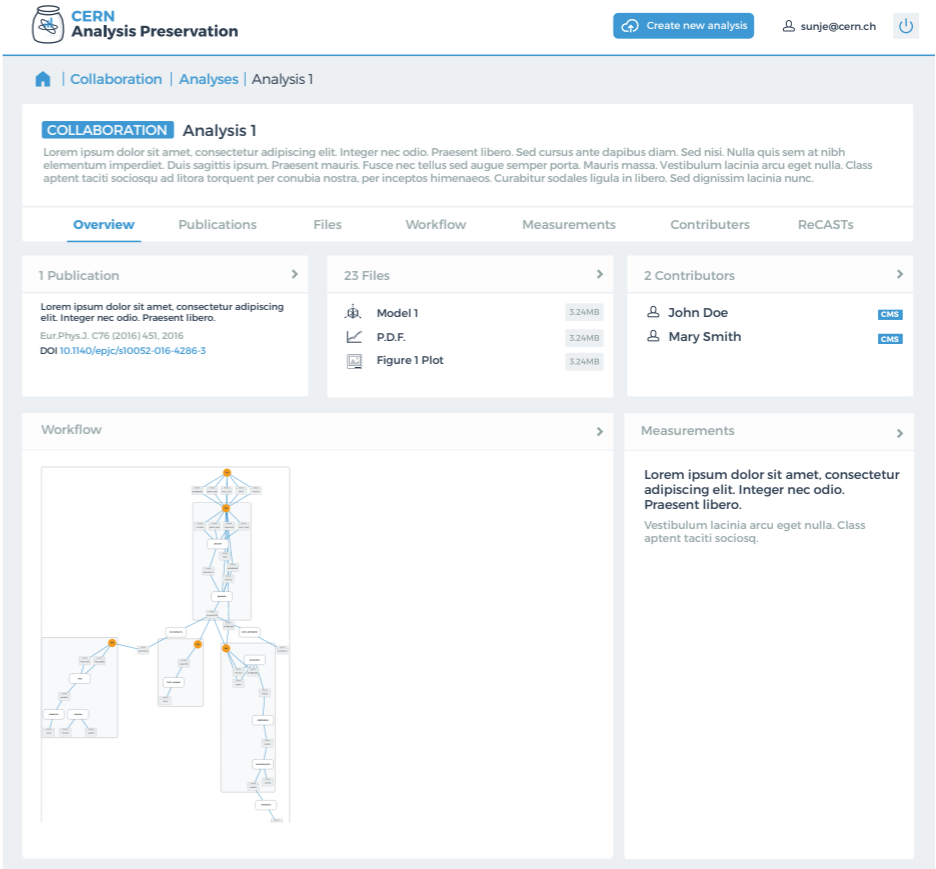 CERN
Analysis Preservation
Create new analysis
sunje@cern.ch
| Collaboration | Analyses | Analysis 1
COLLABORATION Analysis 1
Lorem ipsum dolor sit amet, consectetur adipiscing elit. Integer nec odio. Praesent libero. Sed cursus ante dapibus diam. Sed nisi. Nulla quis sem at nibh
elementum imperdiet. Duis sagittis ipsum. Praesent mauris. Fusce nec tellus sed augue semper porta. Mauris massa. Vestibulum lacinia arcu eget nulla. Class
aptent taciti sociosqu ad litora torquent per conubia nostra, per inceptos himenaeos. Curabitur sodales ligula in libero. Sed dignissim lacinia nunc.
Overview Publications Files Workflow Measurements Contributers ReCASTs
1 Publication
Lorem ipsum dolor sit amet, consectetur adipiscing
elit. Integer nec odio. Praesent libero.
Eur.Phys.J. C76 (2016) 451, 2016
DOI 10.1140/epjc/s10052-016-4286-3
23 Files
Model 1 3.24MB
P.D.F. 3.24MB
Figure 1 Plot 3.24MB
2 Contributors
John Doe CMS
Mary Smith CMS
Workflow
Measurements
Lorem ipsum dolor sit amet, consectetur
adipiscing elit. Integer nec odio.
Praesent libero.
Vestibulum lacinia arcu eget nulla. Class
aptent taciti sociosq.